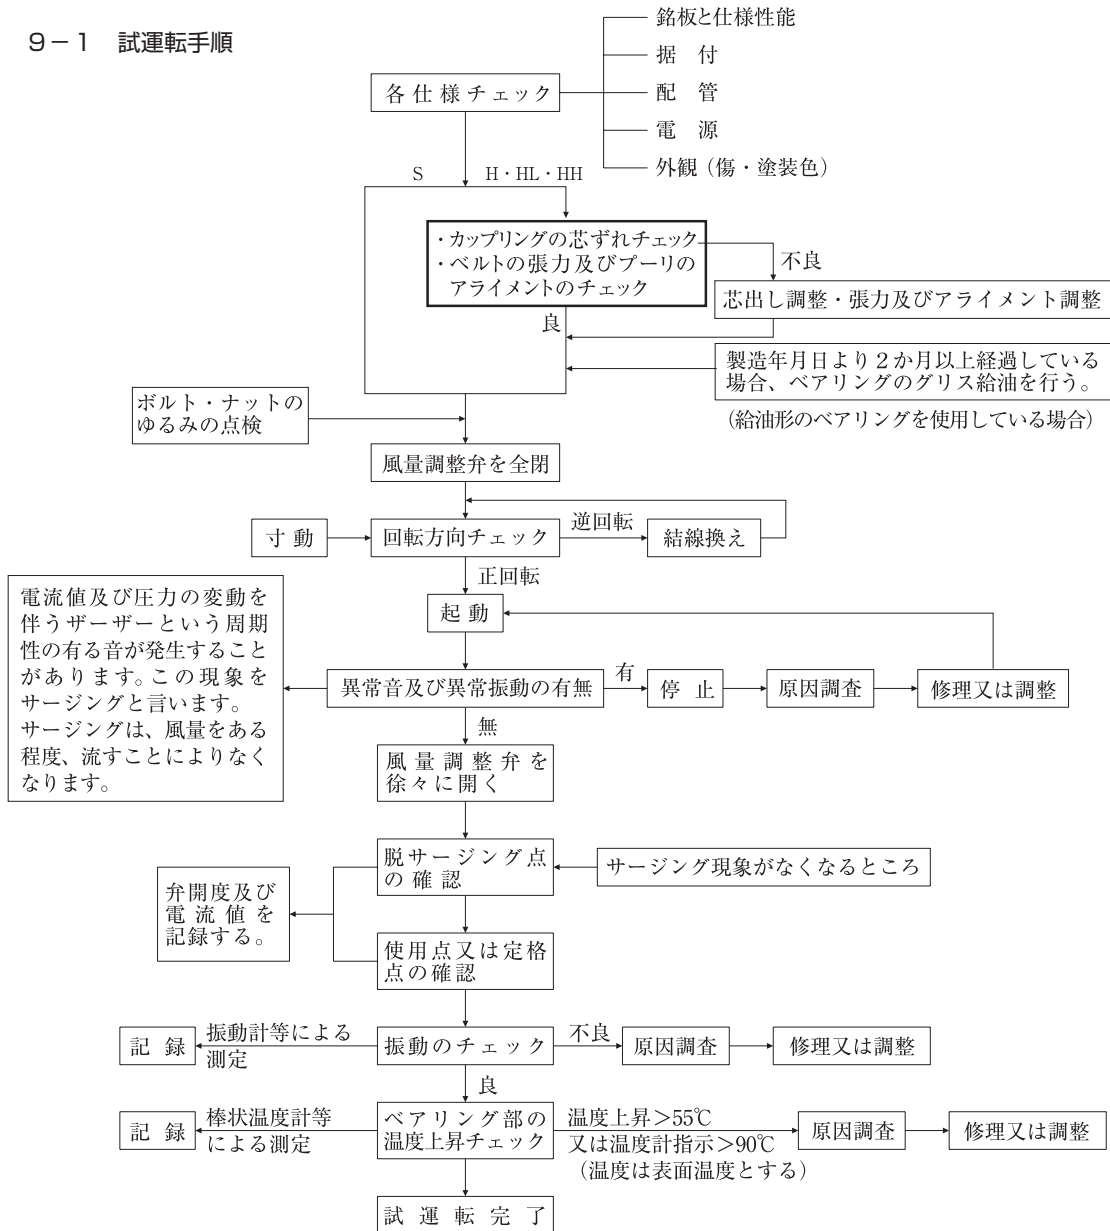 9－1　試運転手順
銘板と仕様性能
据　付
配　管
電　源
外観（傷・塗装色）
各仕様チェック
S
H・HL・HH
・カップリングの芯ずれチェック
・ベルトの張力及びプーリの
アライメントのチェック
不良
芯出し調整・張力及びアライメント調整
良
製造年月日より２か月以上経過している
場合、ベアリングのグリス給油を行う。
（給油形のベアリングを使用している場合）
ボルト・ナットの
ゆるみの点検
風量調整弁を全閉
寸動
回転方向チェック
逆回転
結線換え
正回転
起動
電流値及び圧力の変動を
伴うザーザーという周期
性の有る音が発生すること
があります。この現象を
サージングと言います。
サージングは、風量をある
程度、流すことによりなく
なります。
異常音及び異常振動の有無
有
停止
原因調査
修理又は調整
無
風量調整弁を
徐々に開く
脱サージング点
の確認
サージング現象がなくなるところ
弁開度及び
電流値を
記録する。
使用点又は定格
点の確認
記録
振動計等による
測定
振動のチェック
不良
原因調査
修理又は調整
良
記録
棒状温度計等
による測定
ベアリング部の
温度上昇チェック
温度上昇＞55℃
又は温度計指示＞90℃
（温度は表面温度とする）
原因調査
修理又は調整
試運転完了